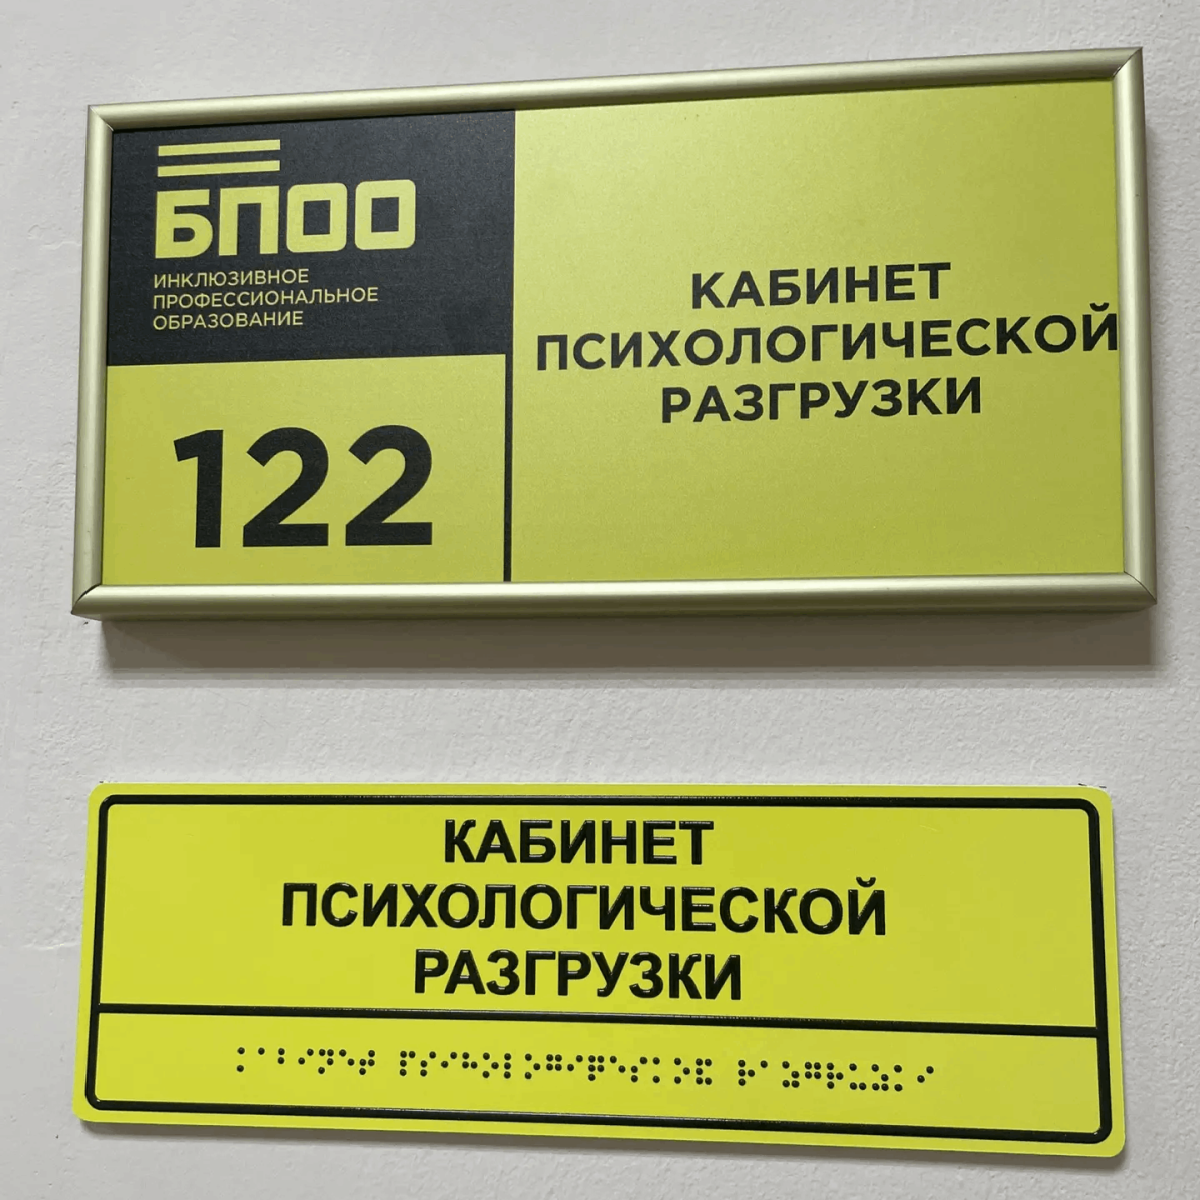 БПОО
ИНКЛЮЗИВНОЕ
ПРОФЕССИОНАЛЬНОЕ
ОБРАЗОВАНИЕ
122
КАБИНЕТ
ПСИХОЛОГИЧЕСКОЙ
РАЗГРУЗКИ
КАБИНЕТ
ПСИХОЛОГИЧЕСКОЙ
РАЗГРУЗКИ